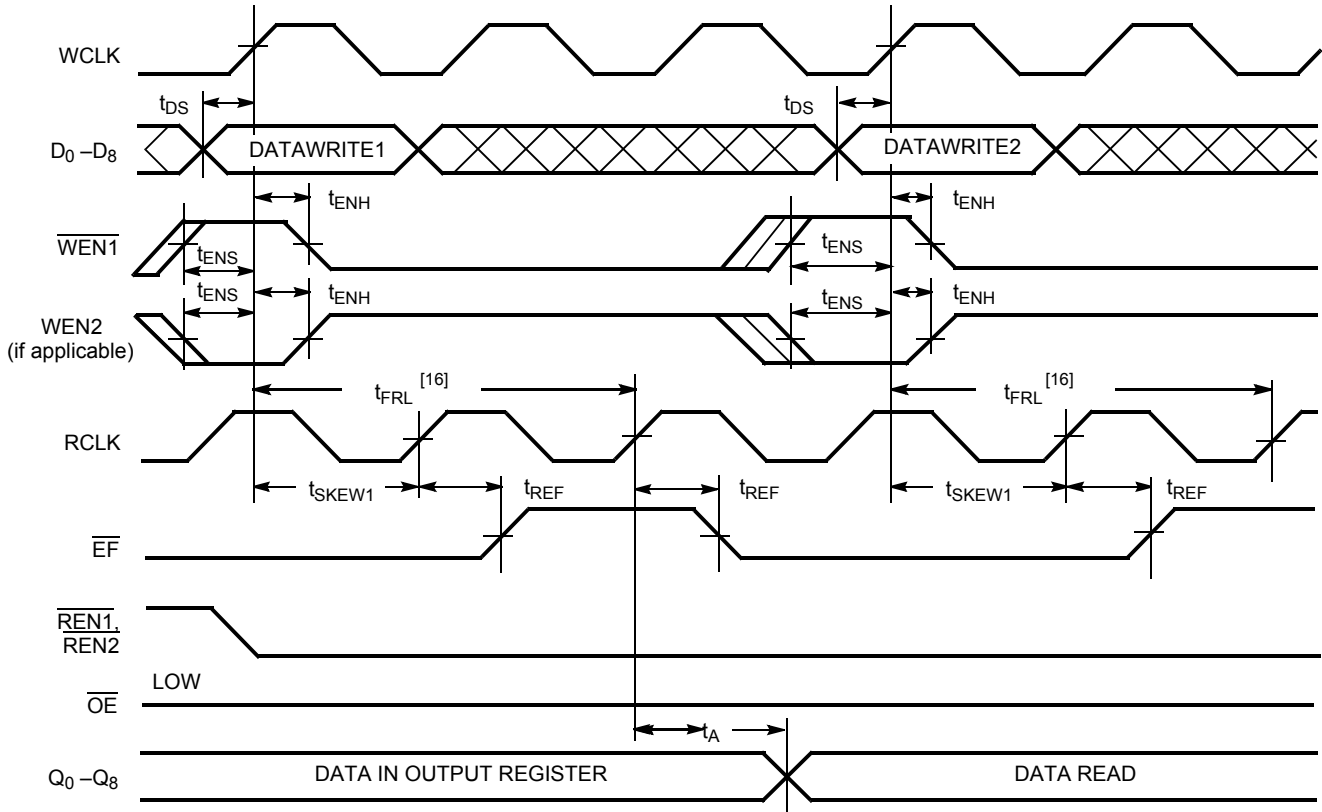 WCLK
tDS
tDS
D0 –D8
DATAWRITE1
DATAWRITE2
tENH
tENH
WEN1
tENS
tENS
tENS
tENH
tENS
tENH
WEN2
(if applicable)
tFRL [16]
tFRL [16]
RCLK
tSKEW1
tREF
tREF
tSKEW1
tREF
EF
REN1,
REN2
LOW
OE
tA
Q0 –Q8
DATA IN OUTPUT REGISTER
DATA READ